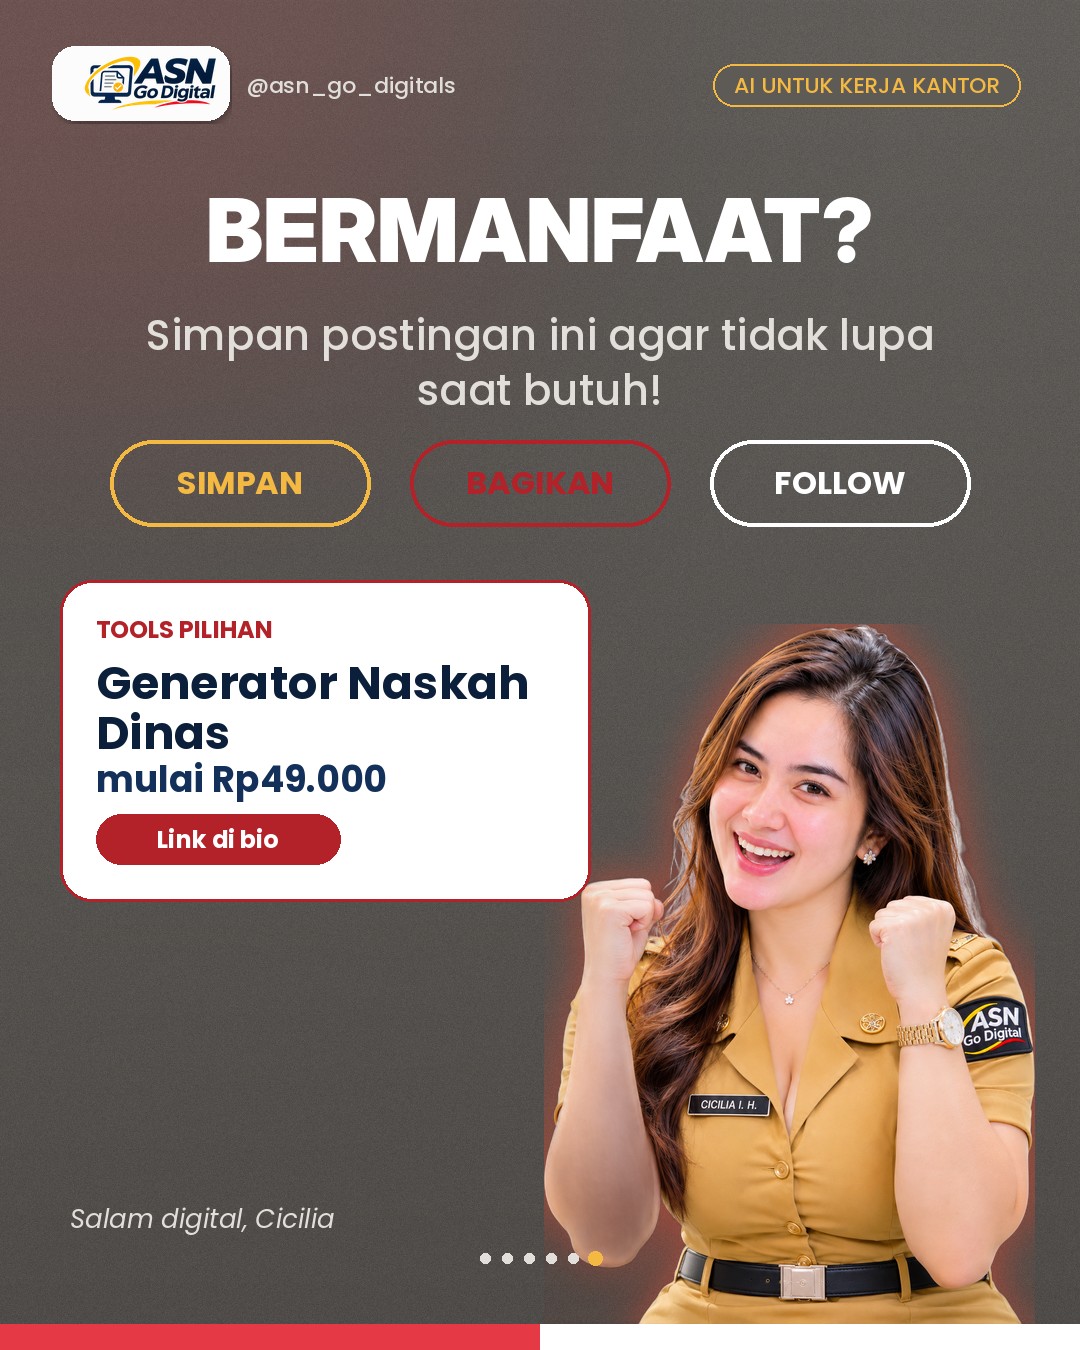 ASN
Go Digital
@asn_go_digitals
AI UNTUK KERJA KANTOR
BERMANFAAT?
Simpan postingan ini agar tidak lupa
saat butuh!
SIMPAN
BAGIKAN
FOLLOW
TOOLS PILIHAN
Generator Naskah
Dinas
mulai Rp49.000
Link di bio
ASN
Go Digital
CICILIA I. H.
Salam digital, Cicilia